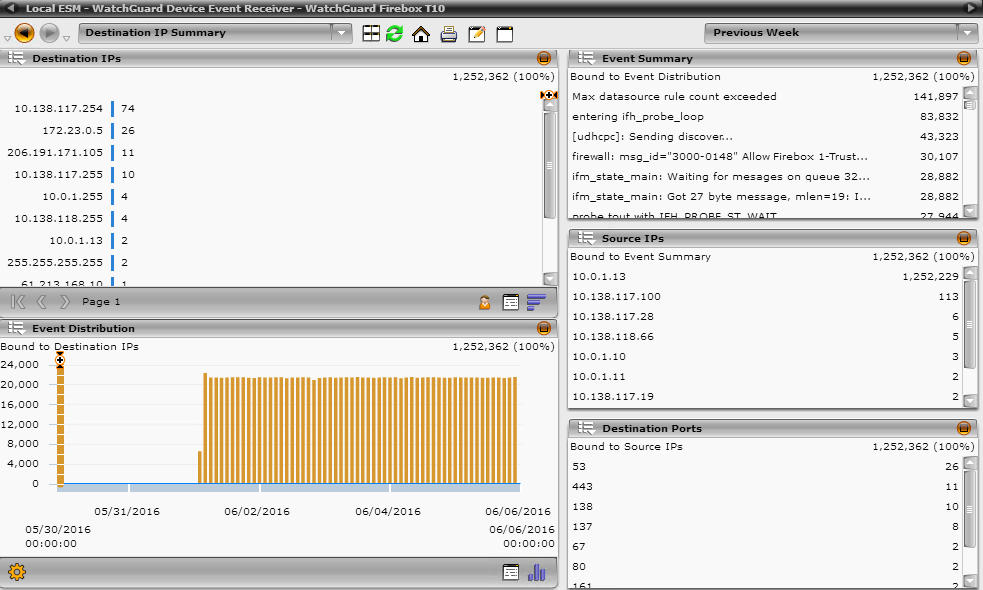 Local ESM - WatchGuard Device Event Receiver - WatchGuard Firebox T10
Destination IP Summary
Previous Week
Destination IPs
1,252,362 (100%)
10.138.117.254 74
172.23.0.5 26
206.191.171.105 11
10.138.117.255 10
10.0.1.255 4
10.138.118.255 4
10.0.1.13 2
255.255.255.255 2
61.213.168.10 1
Page 1
Event Distribution
Bound to Destination IPs 1,252,362 (100%)
24,000
20,000
16,000
12,000
8,000
4,000
0
05/31/2016 06/02/2016 06/04/2016 06/06/2016
05/30/2016 06/06/2016
00:00:00 00:00:00
Event Summary
Bound to Event Distribution 1,252,362 (100%)
Max datasource rule count exceeded 141,897
entering ifh_probe_loop 83,832
[udhcpc]: Sending discover... 43,323
firewall: msg_id="3000-0148" Allow Firebox 1-Trust... 30,107
ifm_state_main: Waiting for mesages on queue 32... 28,882
ifm_state_main: Got 27 byte message, mlen=19: I... 28,882
probe tout with IFH_PROBE_ST_WAIT 27,944
Source IPs
Bound to Event Summary 1,252,362 (100%)
10.0.1.13 1,252,229
10.138.117.100 113
10.138.117.28 6
10.138.118.66 5
10.0.1.10 3
10.0.1.11 2
10.138.117.19 2
Destination Ports
Bound to Source IPs 1,252,362 (100%)
53 26
443 11
138 10
137 8
67 2
80 2
161 2